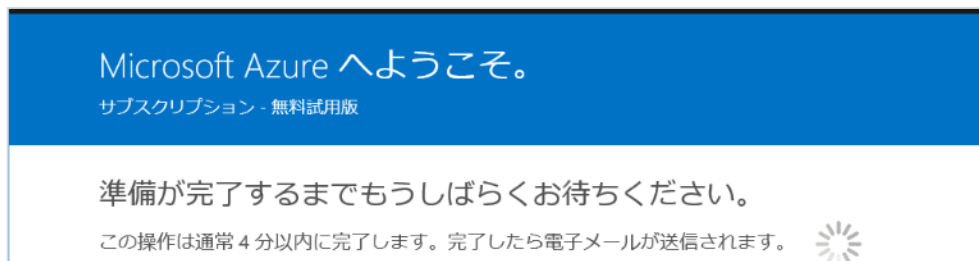 Microsoft Azure へようこそ。
サブスクリプション - 無料試用版
準備が完了するまでもうしばらくお待ちください。
この操作は通常 4 分以内に完了します。完了したら電子メールが送信されます。